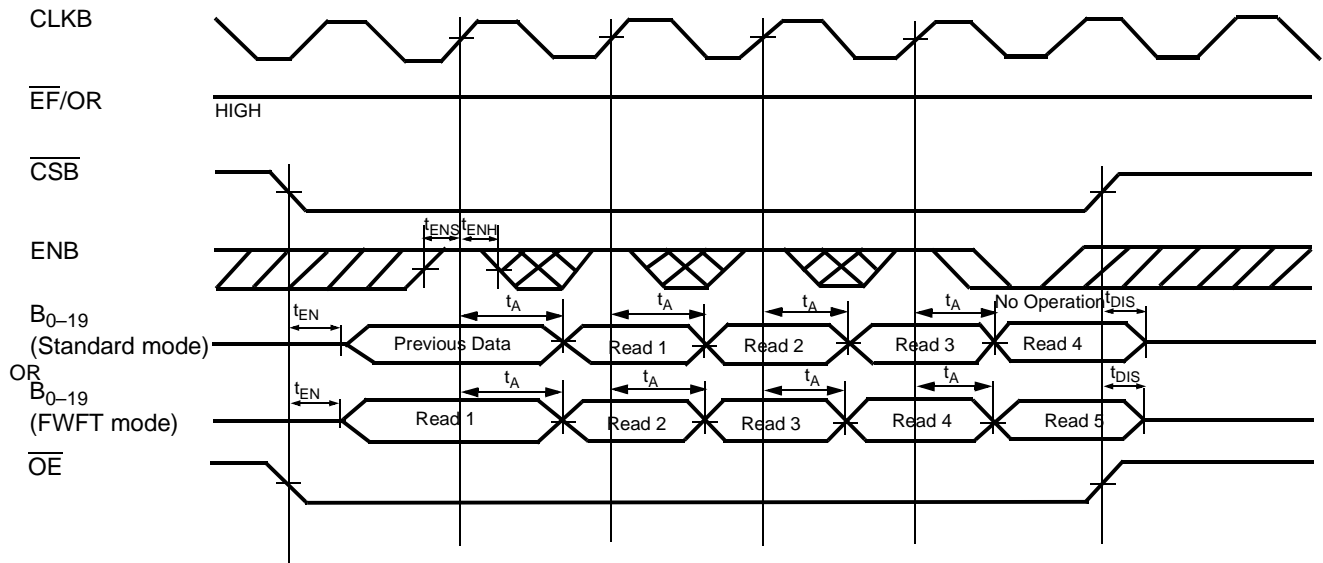 CLKB
EF/OR
HIGH
CSB
tENS tENH
ENB
tEN tA tA tA tA No Operation tDIS
B0–19
(Standard mode)
Previous Data Read 1 Read 2 Read 3 Read 4
OR
B0–19
(FWFT mode)
tEN tA tA tA tA tDIS
Read 1 Read 2 Read 3 Read 4 Read 5
OE